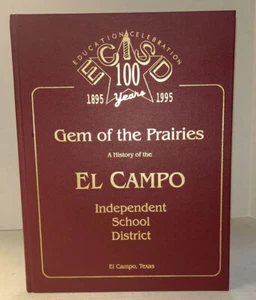 EDUCATION CELEBRATION
ECISD
100
1895 Years 1995
Gem of the Prairies
A History of the
EL CAMPO
Independent
School
District
El Campo, Texas